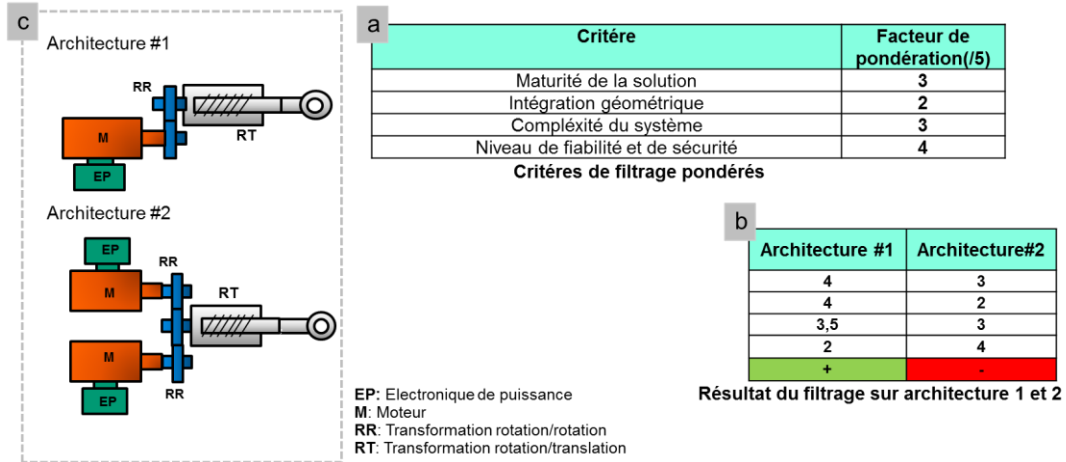 c
Architecture #1
RR
M
RT
EP
Architecture #2
EP
RR
M
RT
M
EP
RR
a
Critére Facteur de
pondération(/5)
Maturité de la solution 3
Intégration géométrique 2
Compléxité du système 3
Niveau de fiabilité et de sécurité 4
Critéres de filtrage pondérés
b
Architecture #1 Architecture#2
4 3
4 2
3,5 3
2 4
+ -
Résultat du filtrage sur architecture 1 et 2
EP: Electronique de puissance
M: Moteur
RR: Transformation rotation/rotation
RT: Transformation rotation/translation